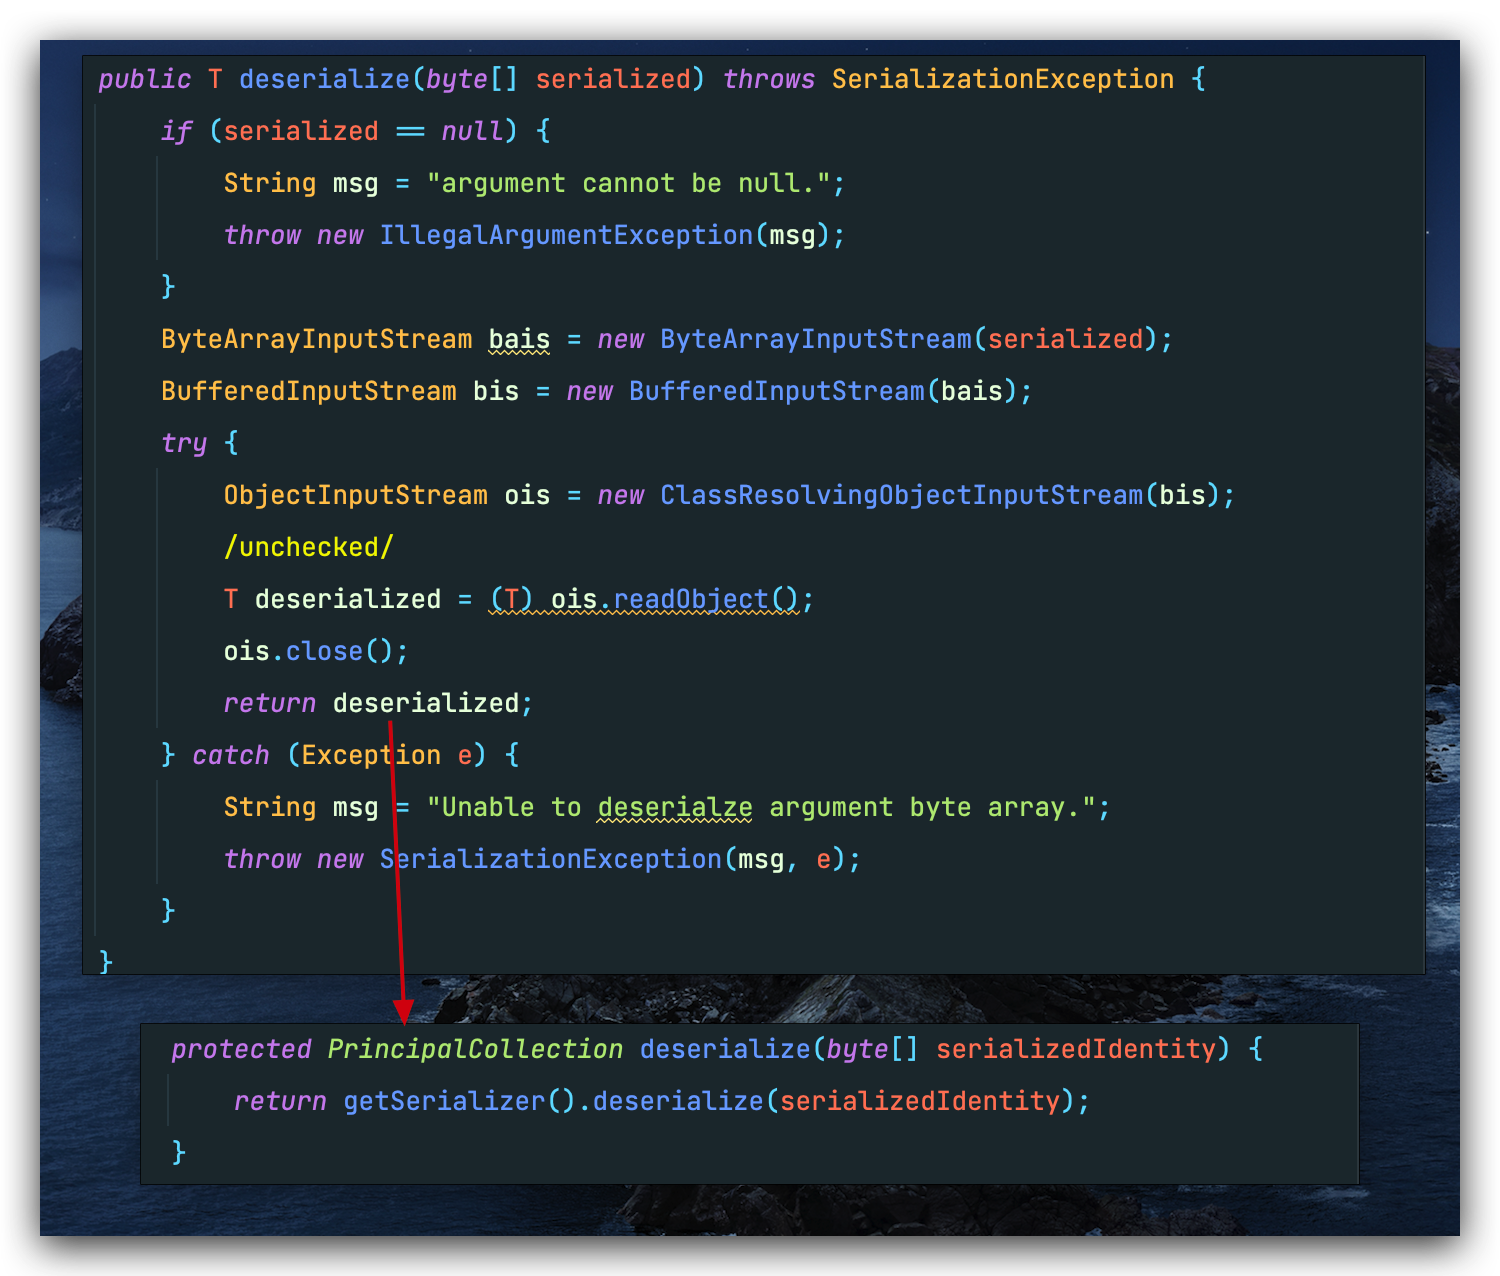 public T deserialize(byte[] serialized) throws SerializationException {
if (serialized == null) {
String msg = "argument cannot be null.";
throw new IllegalArgumentException(msg);
}
ByteArrayInputStream bais = new ByteArrayInputStream(serialized);
BufferedInputStream bis = new BufferedInputStream(bais);
try {
ObjectInputStream ois = new ClassResolvingObjectInputStream(bis);
/unchecked/
T deserialized = (T) ois.readObject();
ois.close();
return deserialized;
} catch (Exception e) {
String msg = "Unable to deserialze argument byte array.";
throw new SerializationException(msg, e);
}
}
protected PrincipalCollection deserialize(byte[] serializedIdentity) {
return getSerializer().deserialize(serializedIdentity);
}